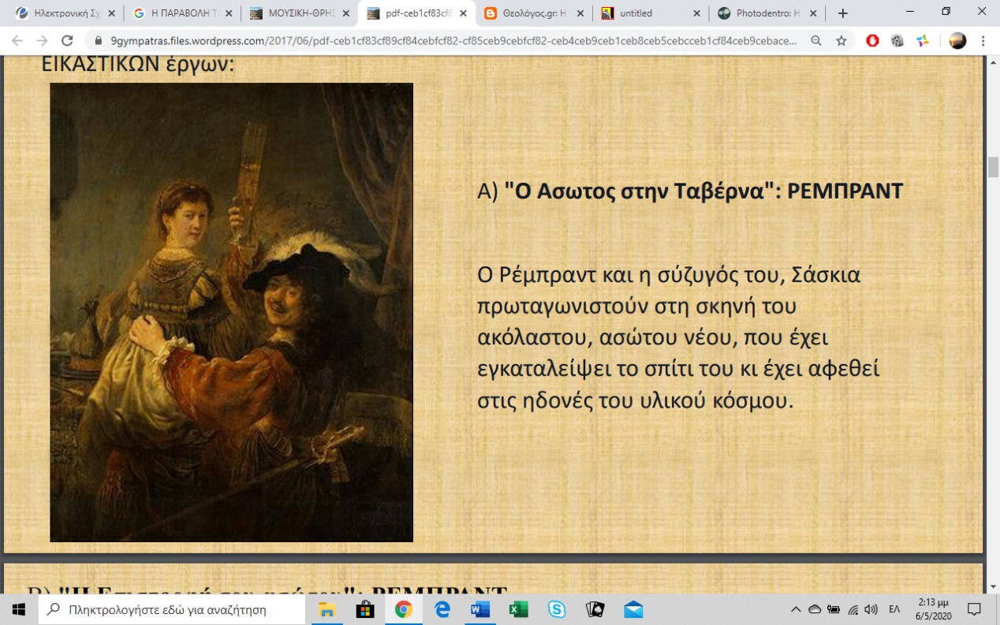 Ηλεκτρονική Σχ
Η ΠΑΡΑΒΟΛΗ Τ
ΜΟΥΣΙΚΗ-ΘΡΗΣ
pdf-ceb1cf83cf8
Θεολόγος.gr: Η
untitled
Photodentro: Η
9gympatras.files.wordpress.com/2017/06/pdf-ceb1cf83cf89cf84cebfcf82-cf85ceb9cebfcf82-ceb4ceb9ceb1ceb8ceb5cebcceb1cf84ceb9cebace...
ΕΙΚΑΣΤΙΚΩΝ έργων:
Α) "Ο Ασωτος στην Ταβέρνα": ΡΕΜΠΡΑΝΤ
Ο Ρέμπραντ και η σύζυγός του, Σάσκια
πρωταγωνιστούν στη σκηνή του
ακόλαστου, ασώτου νέου, που έχει
εγκαταλείψει το σπίτι του κι έχει αφεθεί
στις ηδονές του υλικού κόσμου.
Β) "Η Επιστροφή του ασώτου": ΡΕΜΠΡΑΝΤ
Πληκτρολογήστε εδώ για αναζήτηση
ΕΛ
2:13 μμ
6/5/2020